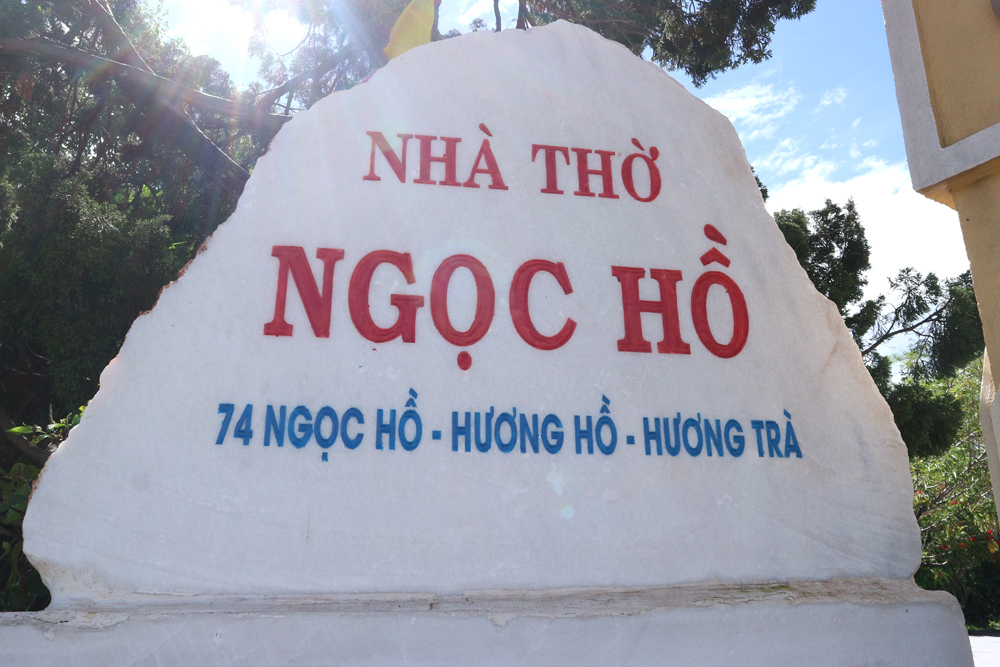 NHÀ THỜ
NGỌC HỒ
74 NGỌC HỒ - HƯƠNG HỒ - HƯƠNG TRÀ